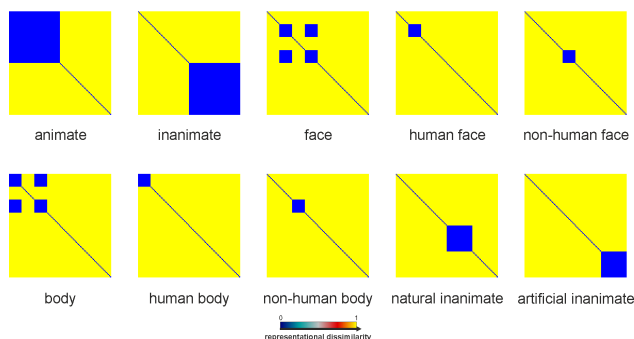 animate inanimate face human face non-human face
body human body non-human body natural inanimate artificial inanimate
0 1
representational dissimilarity